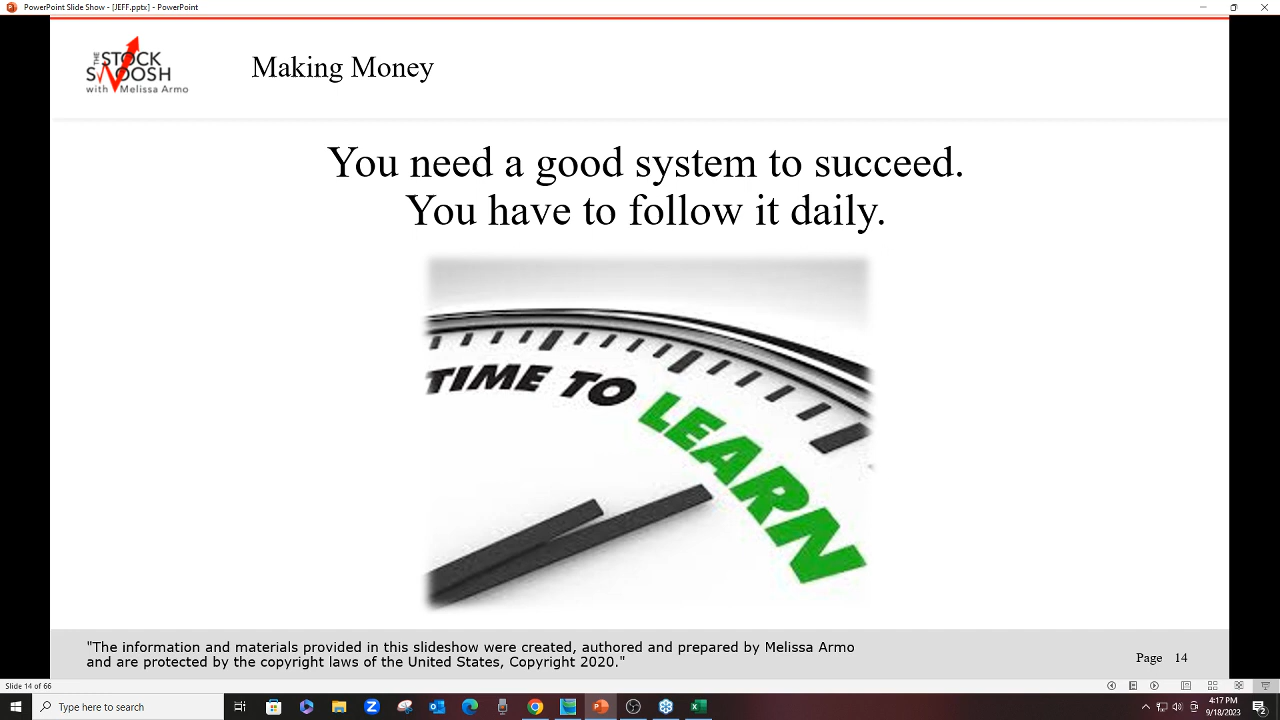 PowerPoint Slide Show - [JEFF.pptx] - PowerPoint
THE STOCK
SWOOSH
with Melissa Armo
Making Money
You need a good system to succeed.
You have to follow it daily.
TIME TO LEARN
"The information and materials provided in this slideshow were created, authored and prepared by Melissa Armo
and are protected by the copyright laws of the United States, Copyright 2020."
Page 14
Slide 14 of 66
Type here to search
4:17 PM
9/18/2023
2